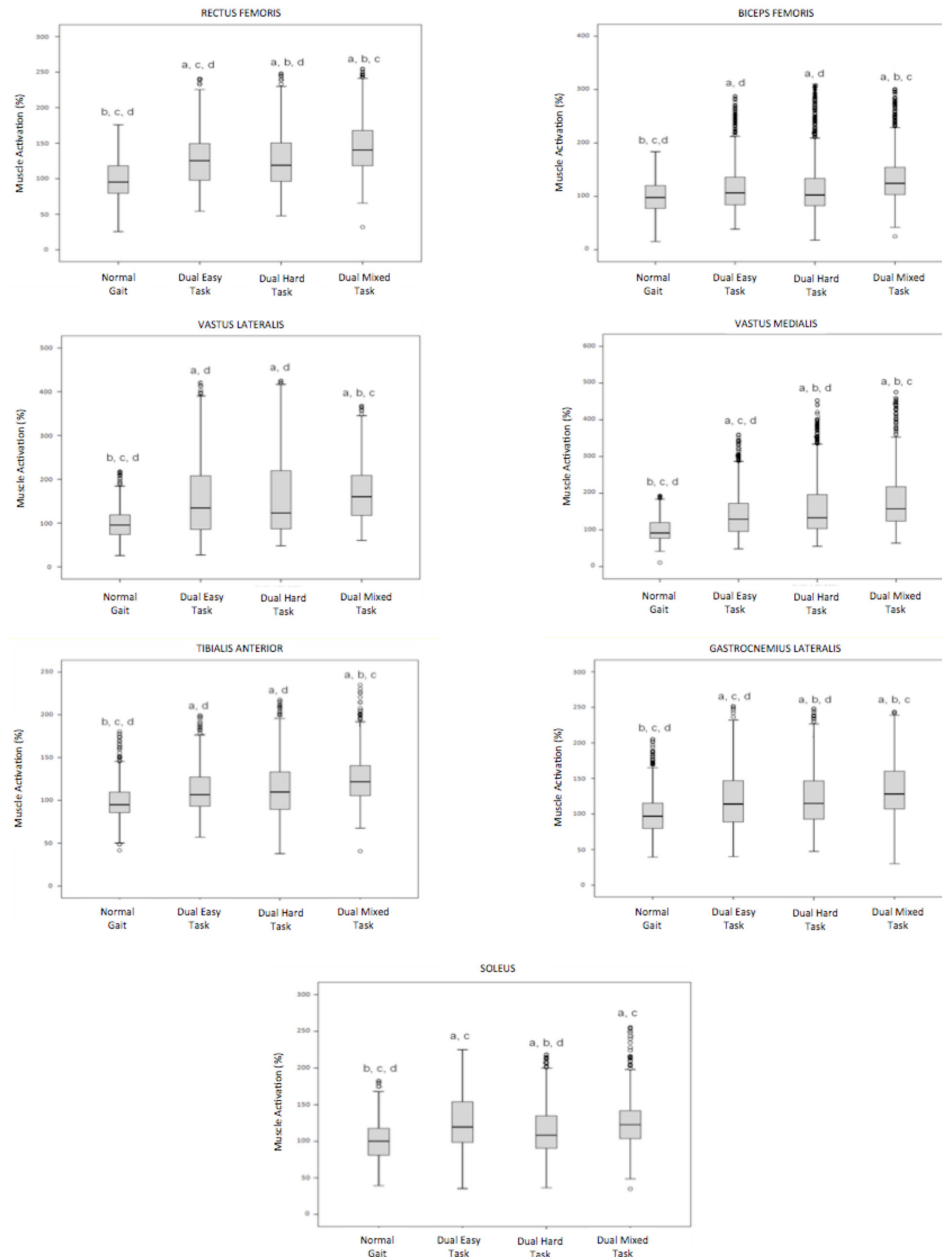 RECTUS FEMORIS
Muscle Activation (%)
300
250
200
150
100
50
0
b, c, d
a, c, d
a, b, d
a, b, c
Normal Gait
Dual Easy Task
Dual Hard Task
Dual Mixed Task
BICEPS FEMORIS
Muscle Activation (%)
400
300
200
100
0
b, c,d
a, d
a, d
a, b, c
Normal Gait
Dual Easy Task
Dual Hard Task
Dual Mixed Task
VASTUS LATERALIS
Muscle Activation (%)
500
400
300
200
100
0
b, c, d
a, d
a, d
a, b, c
Normal Gait
Dual Easy Task
Dual Hard Task
Dual Mixed Task
VASTUS MEDIALIS
Muscle Activation (%)
600
500
400
300
200
100
0
b, c, d
a, c, d
a, b, d
a, b, c
Normal Gait
Dual Easy Task
Dual Hard Task
Dual Mixed Task
TIBIALIS ANTERIOR
Muscle Activation (%)
250
200
150
100
50
0
b, c, d
a, d
a, d
a, b, c
Normal Gait
Dual Easy Task
Dual Hard Task
Dual Mixed Task
GASTROCNEMIUS LATERALIS
Muscle Activation (%)
300
250
200
150
100
50
0
b, c, d
a, c, d
a, b, d
a, b, c
Normal Gait
Dual Easy Task
Dual Hard Task
Dual Mixed Task
SOLEUS
Muscle Activation (%)
300
250
200
150
100
50
0
b, c, d
a, c
a, b, d
a, c
Normal Gait
Dual Easy Task
Dual Hard Task
Dual Mixed Task